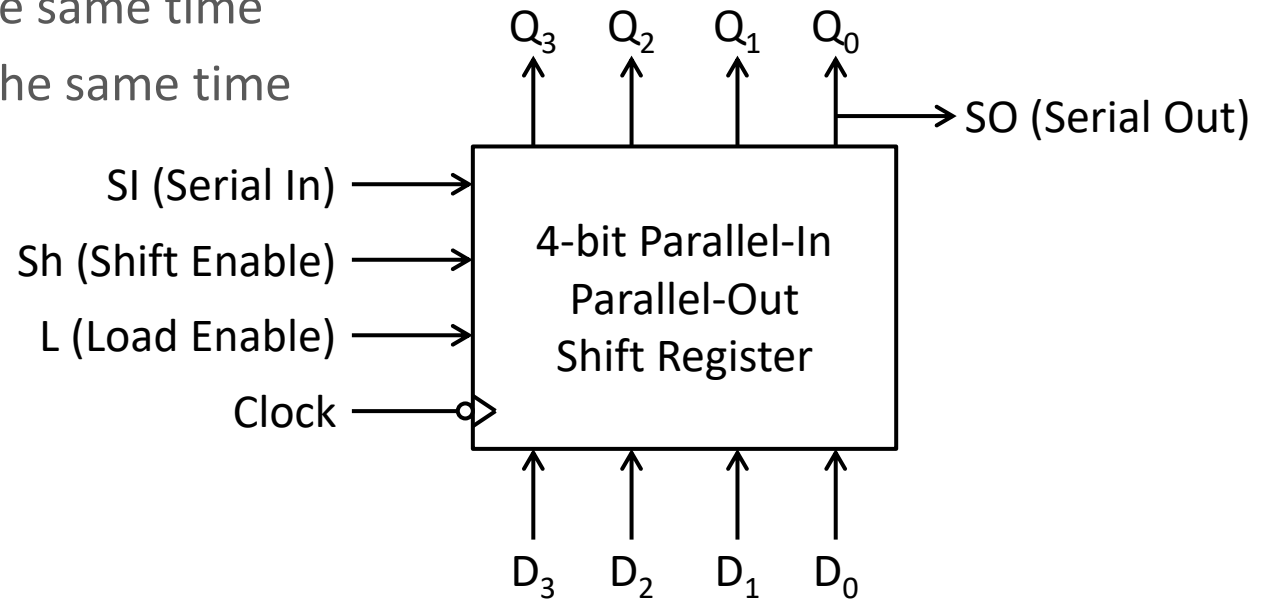 e same time
he same time
Q3 Q2 Q1 Q0
SO (Serial Out)
SI (Serial In)
Sh (Shift Enable)
L (Load Enable)
Clock
4-bit Parallel-In
Parallel-Out
Shift Register
D3 D2 D1 D0